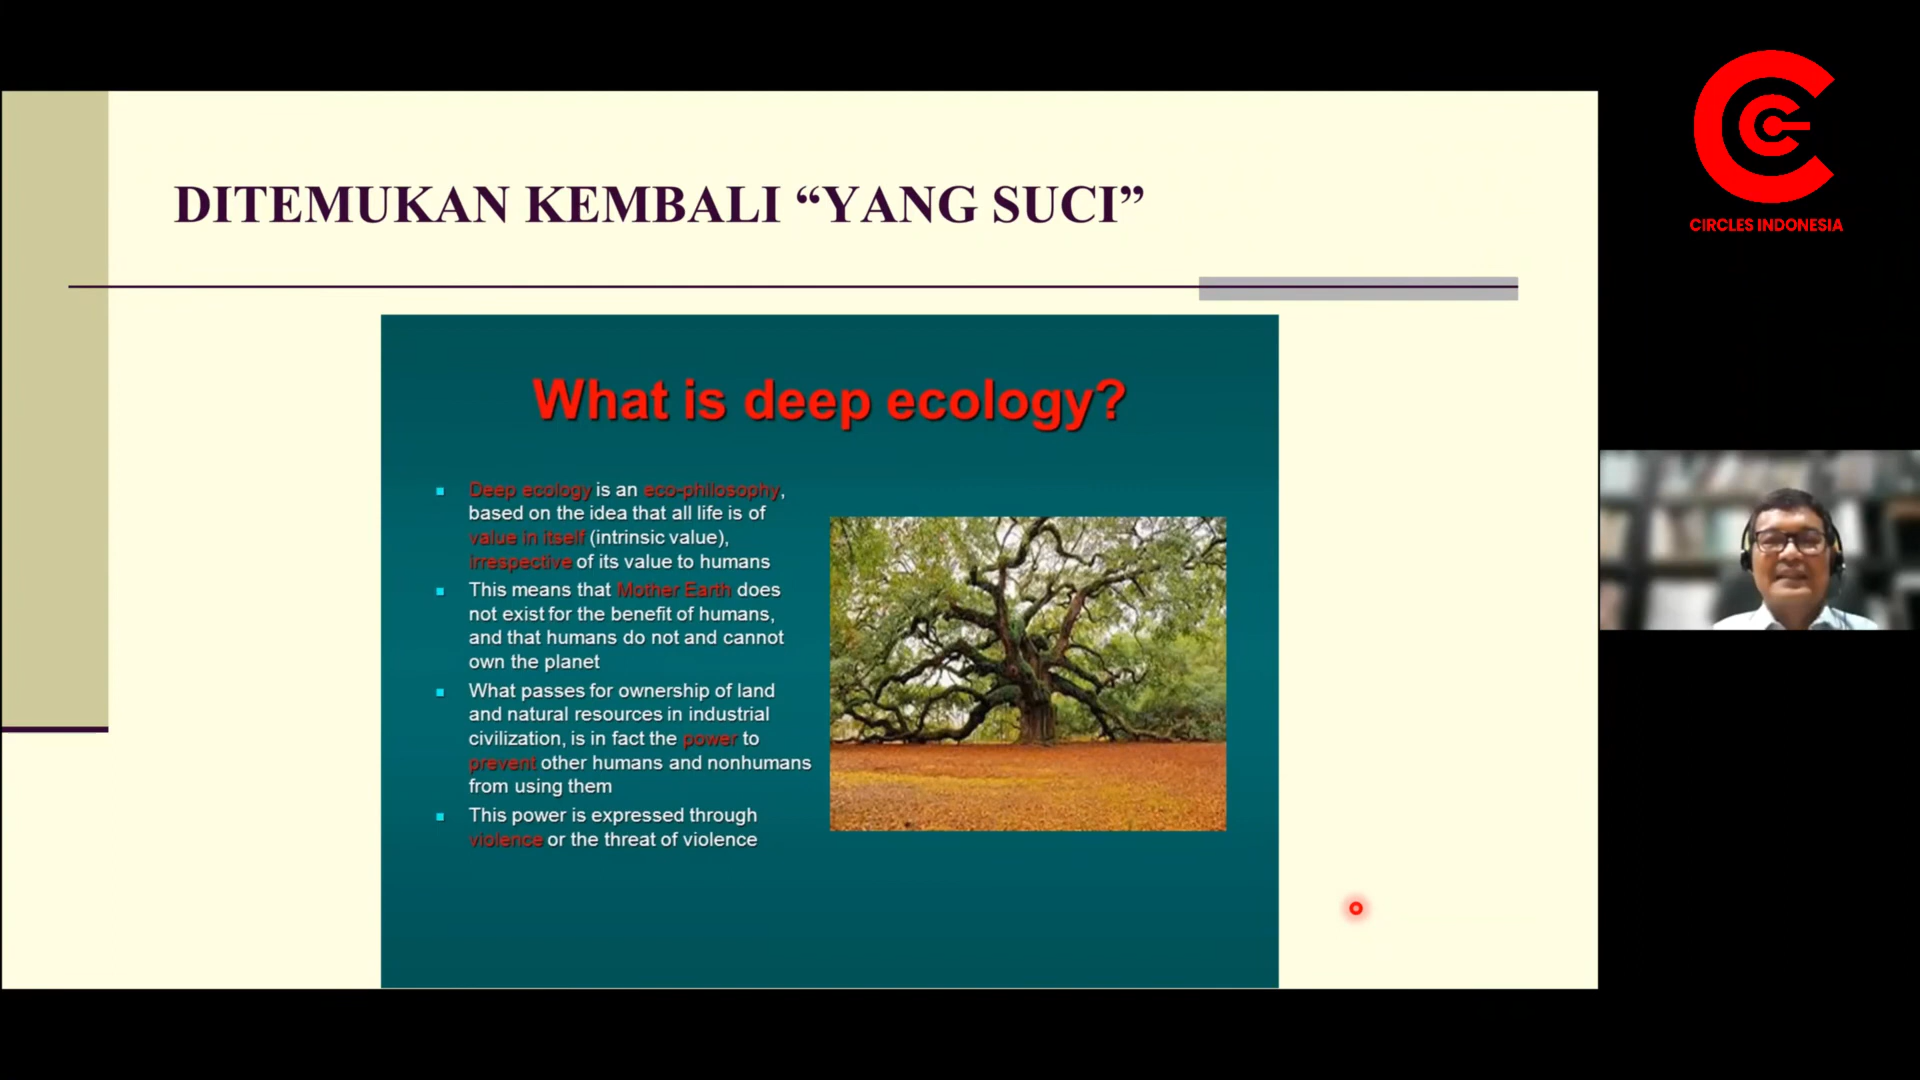 DITEMUKAN KEMBALI “YANG SUCI”
What is deep ecology?
Deep ecology is an eco-philosophy,
based on the idea that all life is of
value in itself (intrinsic value),
irrespective of its value to humans
This means that Mother Earth does
not exist for the benefit of humans,
and that humans do not and cannot
own the planet
What passes for ownership of land
and natural resources in industrial
civilization, is in fact the power to
prevent other humans and nonhumans
from using them
This power is expressed through
violence or the threat of violence
CIRCLES INDONESIA